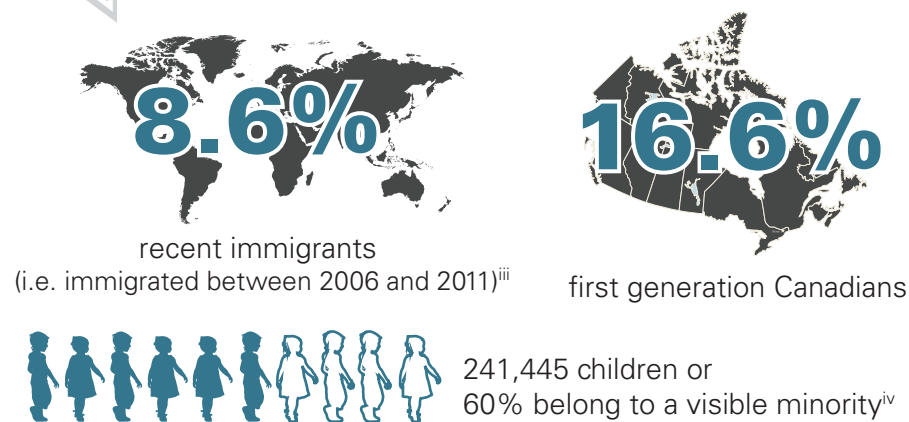 8.6%
recent immigrants
(i.e. immigrated between 2006 and 2011)iii
16.6%
first generation Canadians
241,445 children or
60% belong to a visible minorityiv